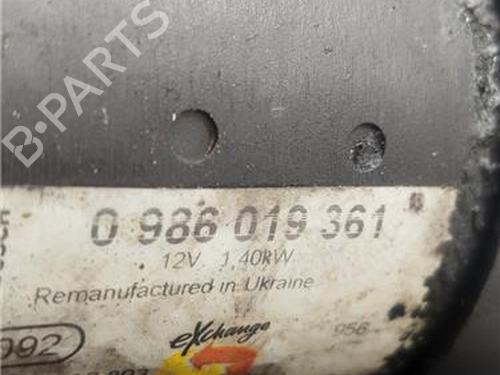 B-PARTS
0 986 019 361
12V 1,40kW
Remanufactured in Ukraine
992
eXchange
956